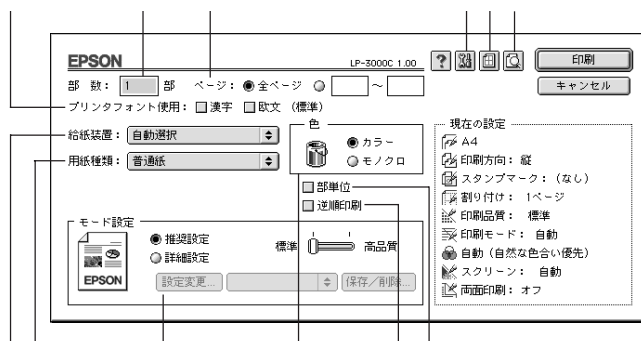 EPSON LP-3000C 1.00 ? 印刷
部 数： 1 部 ページ： 全ページ ～ キャンセル
プリンタフォント使用： 漢字 欧文 （標準）
給紙装置： 自動選択
用紙種類： 普通紙
色
カラー
モノクロ
部単位
逆順印刷
モード設定
EPSON
推奨設定
詳細設定
標準 高品質
設定変更... 保存／削除...
現在の設定
A4
印刷方向： 縦
スタンプマーク： （なし）
割り付け： 1ページ
印刷品質： 標準
印刷モード： 自動
自動（自然な色合い優先）
スクリーン： 自動
両面印刷： オフ